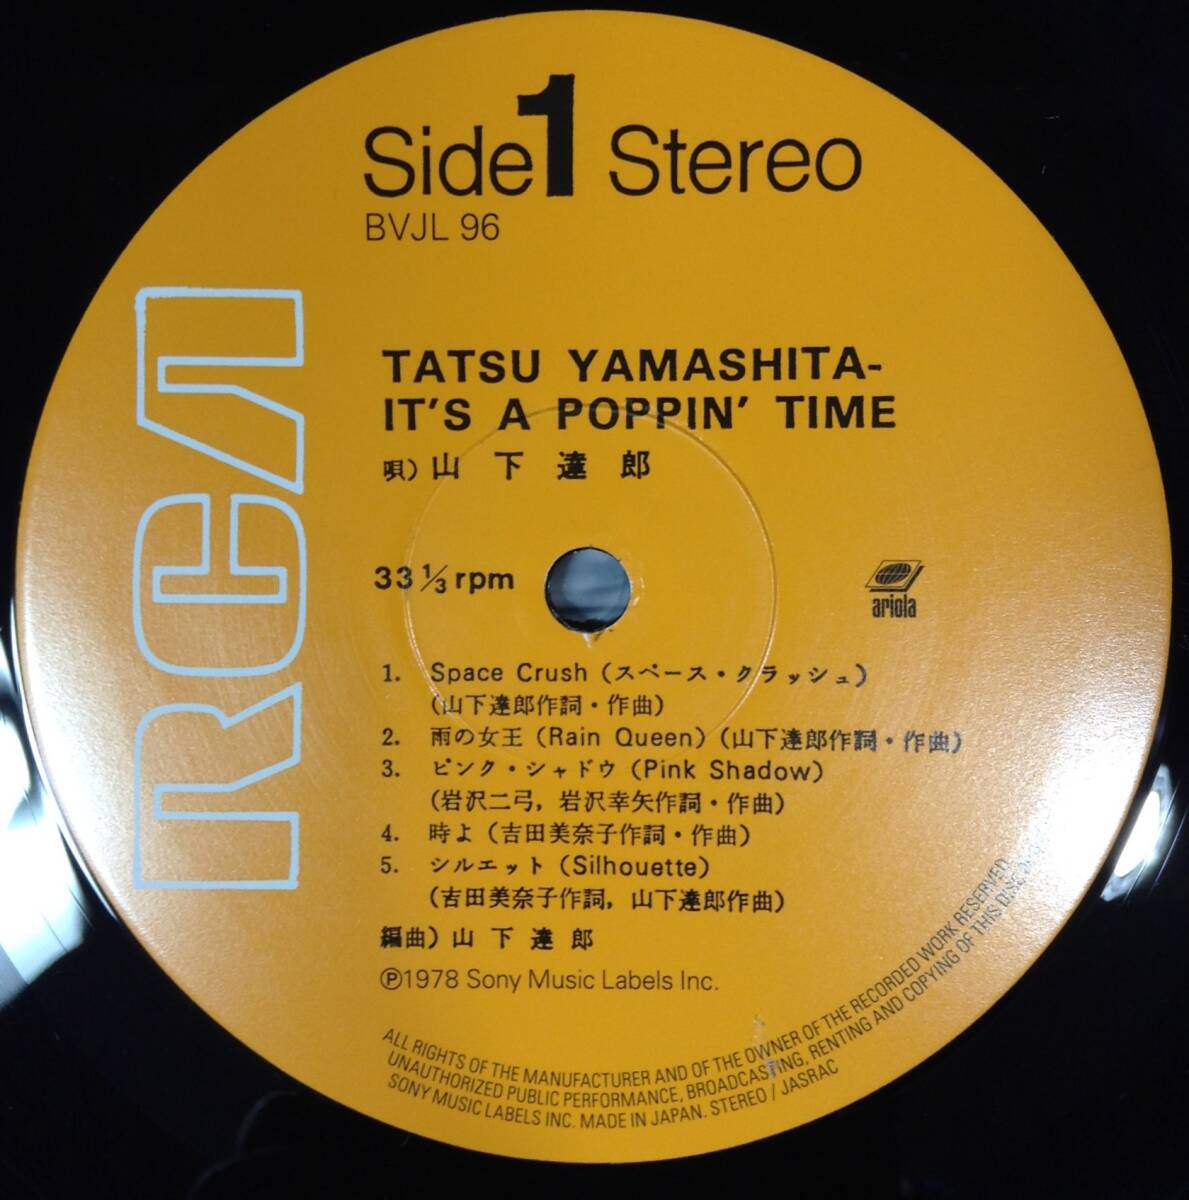 Side 1 Stereo
BVJL 96
RCA
TATSU YAMASHITA-
IT'S A POPPIN' TIME
唄) 山下達郎
33 ⅓ rpm
ariola
1. Space Crush (スペース・クラッシュ)
(山下達郎作詞・作曲)
2. 雨の女王 (Rain Queen) (山下達郎作詞・作曲)
3. ピンク・シャドウ (Pink Shadow)
(岩沢二弓, 岩沢幸矢作詞・作曲)
4. 時よ (吉田美奈子作詞・作曲)
5. シルエット (Silhouette)
(吉田美奈子作詞, 山下達郎作曲)
編曲) 山下達郎
Ⓟ1978 Sony Music Labels Inc.
ALL RIGHTS OF THE MANUFACTURER AND OF THE OWNER OF THE RECORDED WORK RESERVED
UNAUTHORIZED PUBLIC PERFORMANCE, BROADCASTING, RENTING AND COPYING OF THIS DISC
SONY MUSIC LABELS INC. MADE IN JAPAN. STEREO / JASRAC